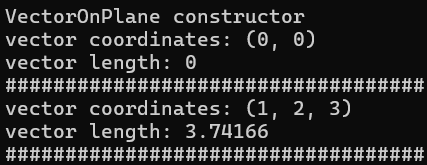 VectorOnPlane constructor
vector coordinates: (0, 0)
vector length: 0
###################################
vector coordinates: (1, 2, 3)
vector length: 3.74166
###################################